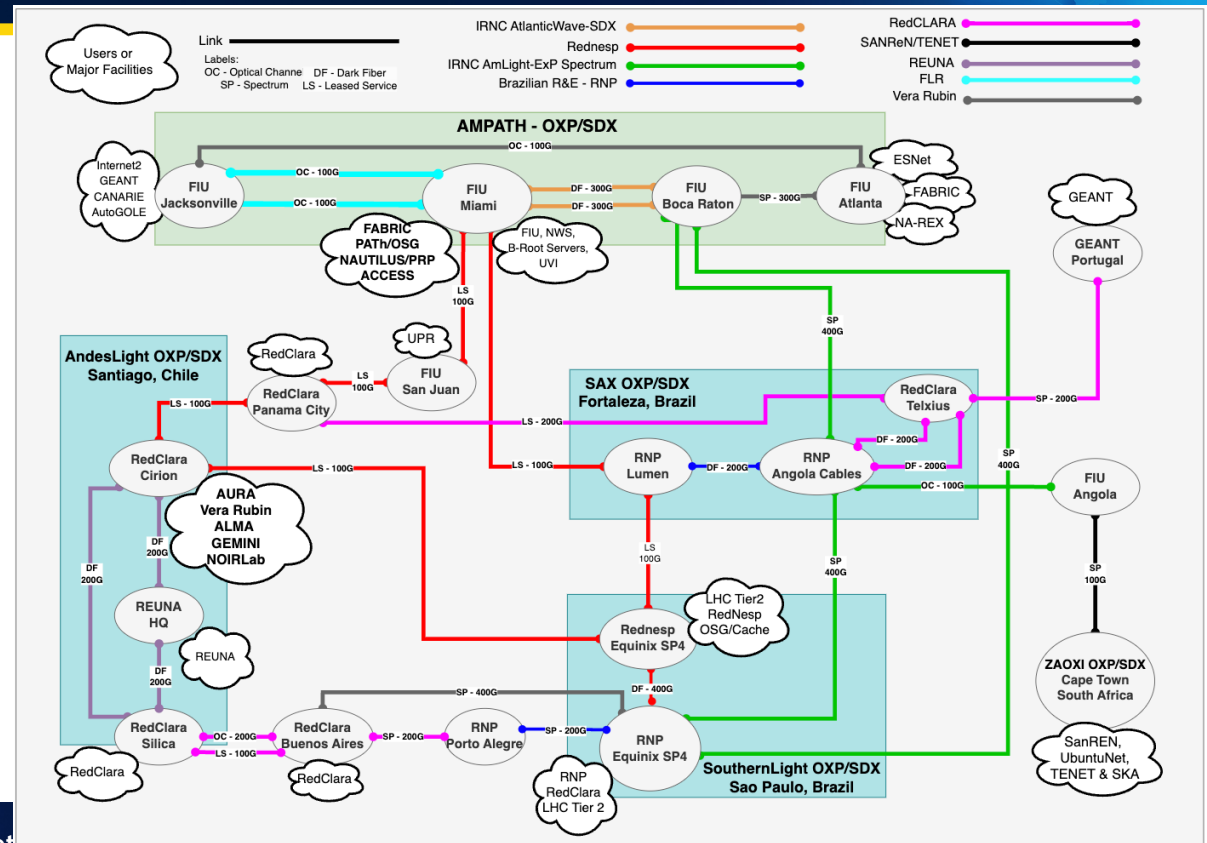 Users or
Major Facilities
Link
Labels:
OC - Optical Channe
DF - Dark Fiber
SP - Spectrum
LS - Leased Service
IRNC AtlanticWave-SDX
Rednesp
IRNC AmLight-ExP Spectrum
Brazilian R&E - RNP
RedCLARA
SANReN/TENET
REUNA
FLR
Vera Rubin
AMPATH - OXP/SDX
OC - 100G
Internet2
GEANT
CANARIE
AutoGOLE
FIU
Jacksonville
OC - 100G
OC - 100G
FIU
Miami
DF - 300G
DF - 300G
FIU
Boca Raton
SP - 300G
FIU
Atlanta
ESNet
FABRIC
NA-REX
FABRIC
PATh/OSG
NAUTILUS/PRP
ACCESS
FIU, NWS,
B-Root Servers,
UVI
GEANT
GEANT
Portugal
LS
100G
SP
400G
AndesLight OXP/SDX
Santiago, Chile
RedClara
UPR
RedClara
Panama City
LS
100G
FIU
San Juan
LS - 100G
SAX OXP/SDX
Fortaleza, Brazil
RedClara
Telxius
SP - 200G
LS - 200G
DF - 200G
RedClara
Cirion
LS - 100G
LS - 100G
RNP
Lumen
DF - 200G
RNP
Angola Cables
DF - 200G
SP
400G
OC - 100G
FIU
Angola
AURA
Vera Rubin
ALMA
GEMINI
NOIRLab
DF
200G
DF
200G
LS
100G
SP
400G
SP
100G
REUNA
HQ
REUNA
DF
200G
Rednesp
Equinix SP4
LHC Tier2
RedNesp
OSG/Cache
DF - 400G
ZAOXI OXP/SDX
Cape Town
South Africa
SP - 400G
RedClara
Silica
OC - 200G
LS - 100G
RedClara
Buenos Aires
SP - 200G
RNP
Porto Alegre
SP - 200G
RNP
Equinix SP4
SouthernLight OXP/SDX
Sao Paulo, Brazil
RedClara
RedClara
RNP
RedClara
LHC Tier 2
SanREN,
UbuntuNet,
TENET & SKA